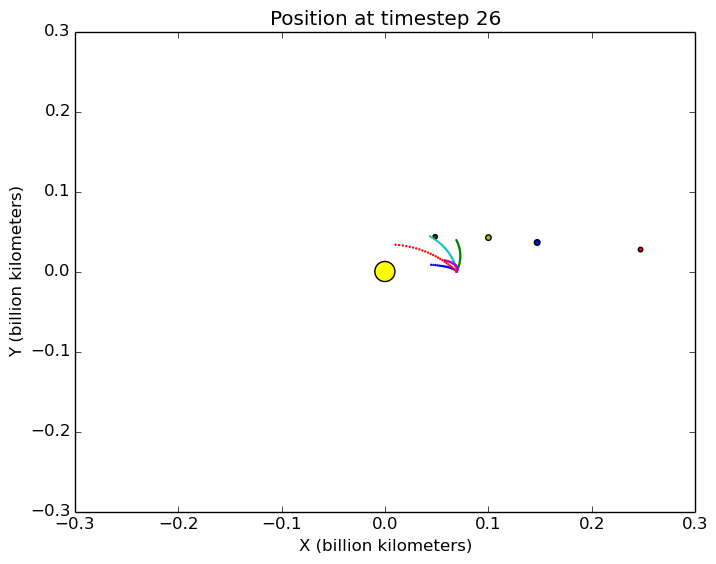 Position at timestep 26
0.3
0.2
0.1
0.0
−0.1
−0.2
−0.3
Y (billion kilometers)
−0.3 −0.2 −0.1 0.0 0.1 0.2 0.3
X (billion kilometers)